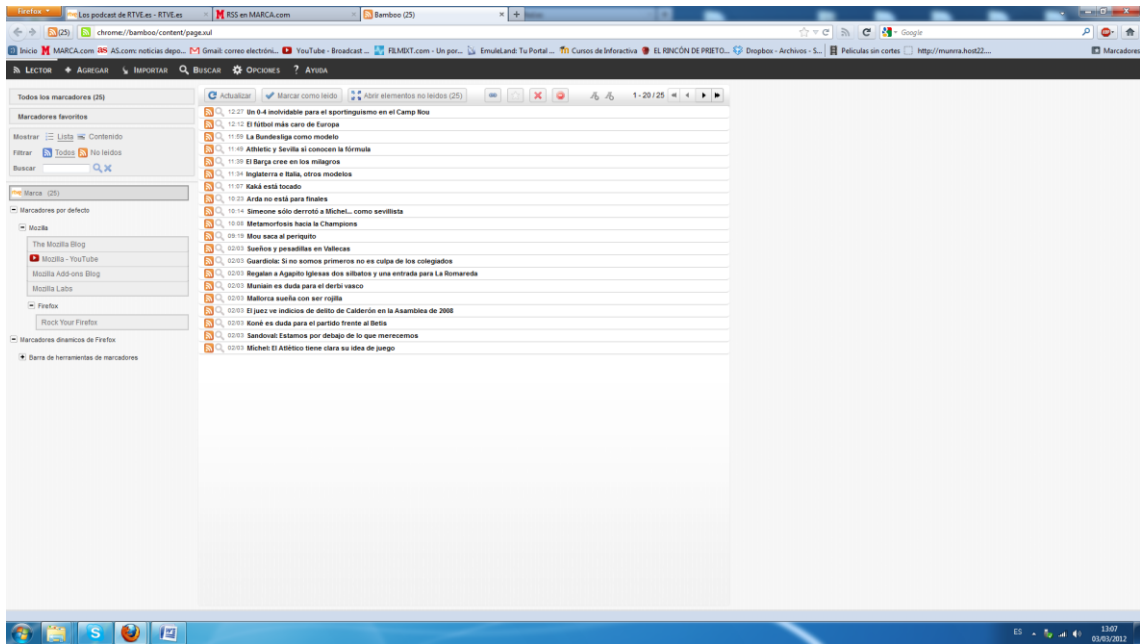 Firefox
Los podcast de RTVE.es - RTVE.es
RSS en MARCA.com
Bamboo (25)
(25) chrome://bamboo/content/page.xul
Google
Inicio MARCA.com AS.com: noticias depo... Gmail: correo electróni... YouTube - Broadcast ... FILMIXT.com - Un por... EmuleLand: Tu Portal ... Cursos de Informativa EL RINCÓN DE PRIETO... Dropbox - Archivos - S... Peliculas sin cortes http://munrra.host22.... Marcadores
LECTOR AGREGAR IMPORTAR BUSCAR OPCIONES ? AYUDA
Todos los marcadores (25)
Marcadores favoritos
Mostrar Lista Contenido
Filtrar Todos No leidos
Buscar
Marca (25)
Marcadores por defecto
Mozilla
The Mozilla Blog
Mozilla - YouTube
Mozilla Add-ons Blog
Mozilla Labs
Firefox
Rock Your Firefox
Marcadores dinamicos de Firefox
Barra de herramientas de marcadores
Actualizar Marcar como leido Abrir elementos no leidos (25) 1 - 20 / 25
12:27 Un 0-4 inolvidable para el sportinguismo en el Camp Nou
12:12 El fútbol más caro de Europa
11:59 La Bundesliga como modelo
11:49 Athletic y Sevilla sí conocen la fórmula
11:39 El Barça cree en los milagros
11:34 Inglaterra e Italia, otros modelos
11:07 Kaká está tocado
10:23 Arda no está para finales
10:14 Simeone sólo derrotó a Míchel... como sevillista
10:00 Metamorfosis hacia la Champions
09:19 Mou saca al periquito
02/03 Sueños y pesadillas en Vallecas
02/03 Guardiola: Si no somos primeros no es culpa de los colegiados
02/03 Regalan a Agapito Iglesias dos silbatos y una entrada para La Romareda
02/03 Muniain es duda para el derbi vasco
02/03 Mallorca sueña con ser rojilla
02/03 El juez ve indicios de delito de Calderón en la Asamblea de 2008
02/03 Koné es duda para el partido frente al Betis
02/03 Sandoval: Estamos por debajo de lo que merecemos
02/03 Míchel: El Atlético tiene clara su idea de juego
ES
13:07
03/03/2012